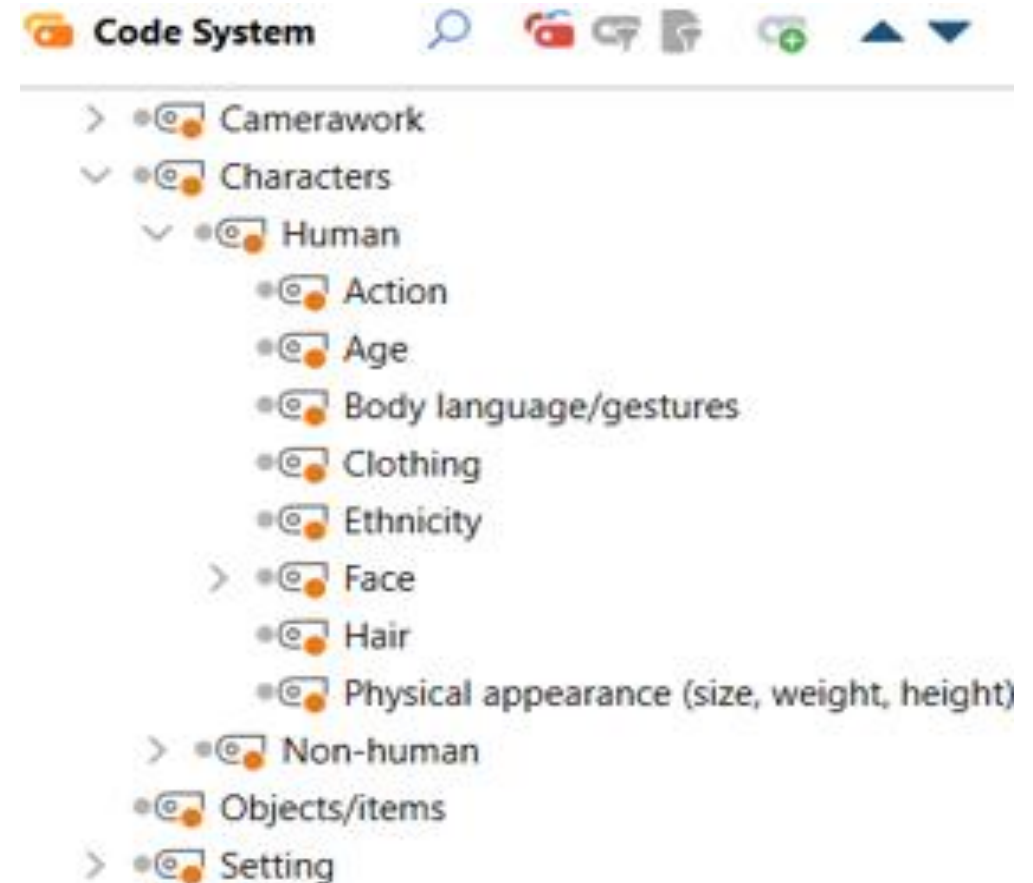 Code System
Camerawork
Characters
Human
Action
Age
Body language/gestures
Clothing
Ethnicity
Face
Hair
Physical appearance (size, weight, height)
Non-human
Objects/items
Setting